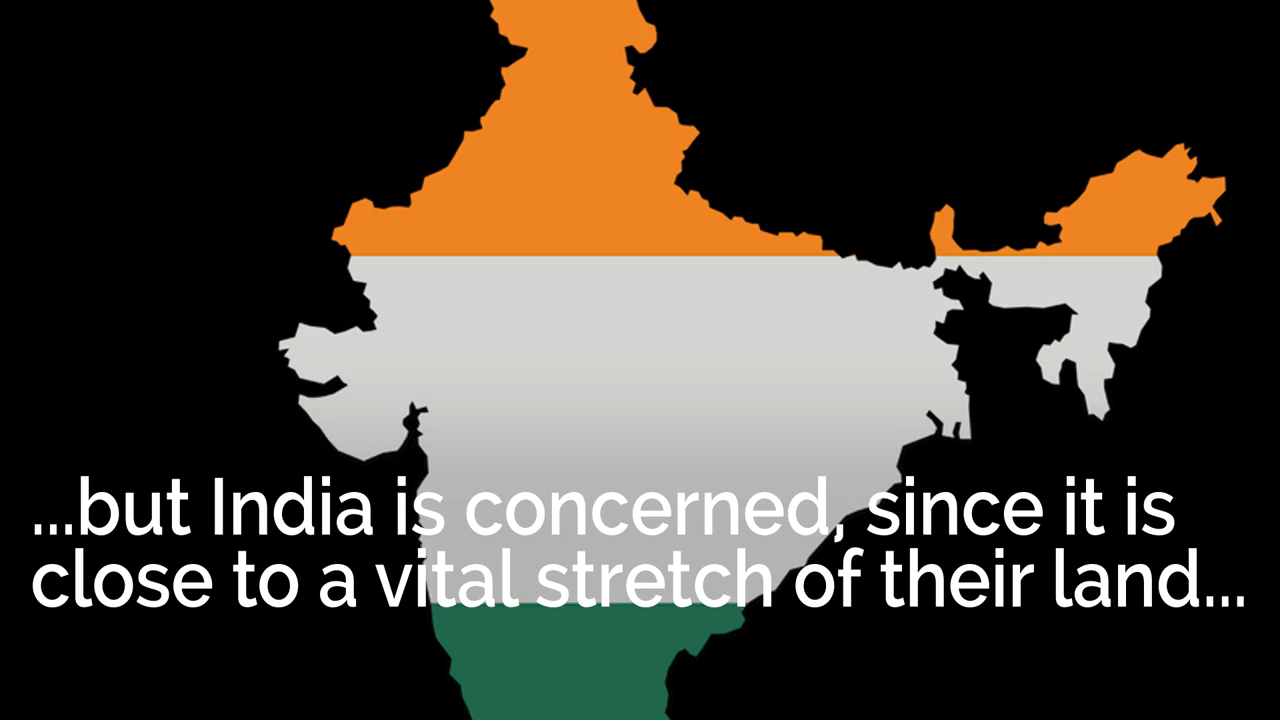 ...but India is concerned, since it is
close to a vital stretch of their land...